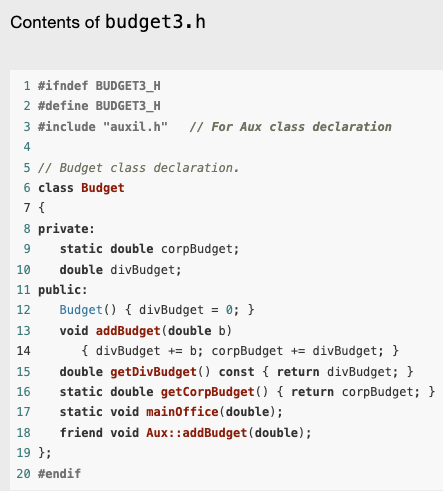 Contents of budget3.h
1 #ifndef BUDGET3_H
2 #define BUDGET3_H
3 #include "auxil.h"   // For Aux class declaration
4
5 // Budget class declaration.
6 class Budget
7 {
8 private:
9    static double corpBudget;
10    double divBudget;
11 public:
12    Budget() { divBudget = 0; }
13    void addBudget(double b)
14       { divBudget += b; corpBudget += divBudget; }
15    double getDivBudget() const { return divBudget; }
16    static double getCorpBudget() { return corpBudget; }
17    static void mainOffice(double);
18    friend void Aux::addBudget(double);
19 };
20 #endif